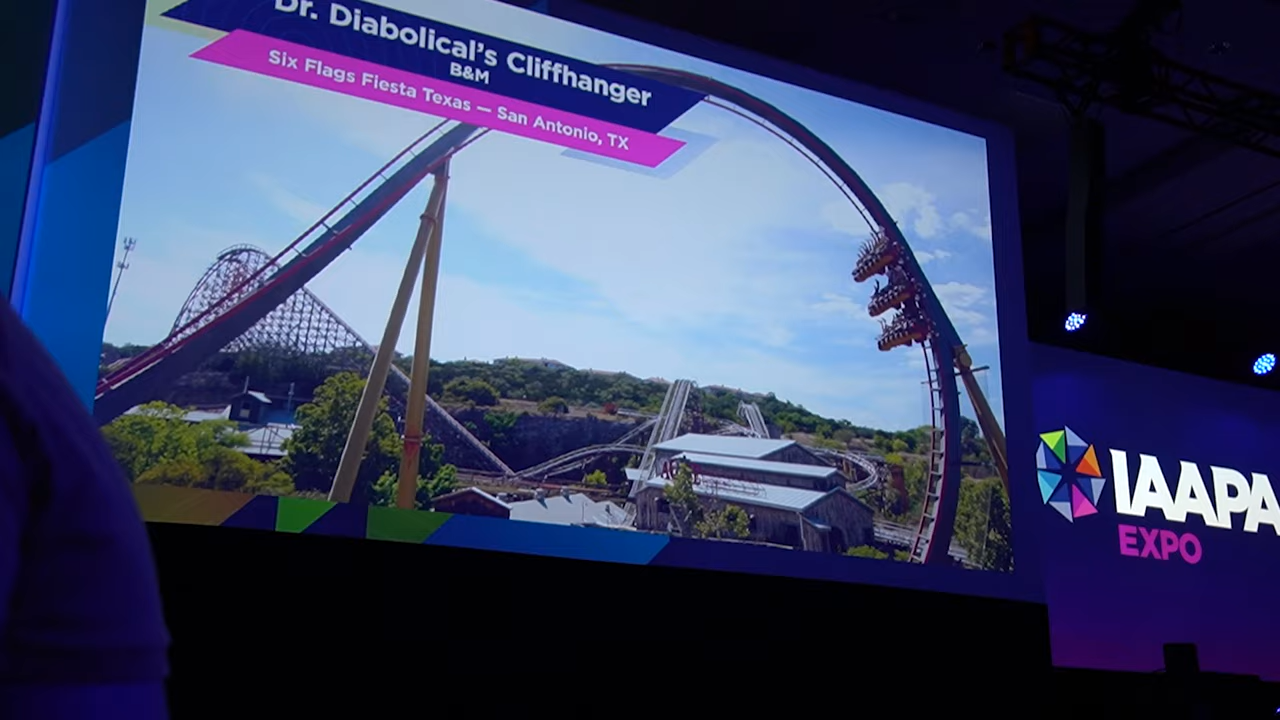 Dr. Diabolical's Cliffhanger
B&M
Six Flags Fiesta Texas — San Antonio, TX
IAAPA
EXPO